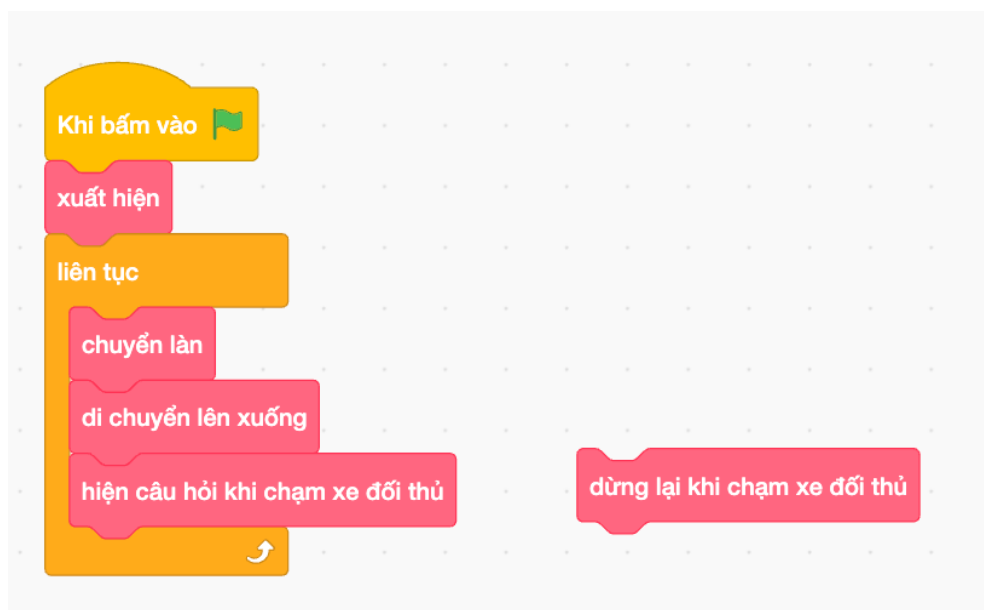 Khi bấm vào
xuất hiện
liên tục
chuyển làn
di chuyển lên xuống
hiện câu hỏi khi chạm xe đối thủ
dừng lại khi chạm xe đối thủ